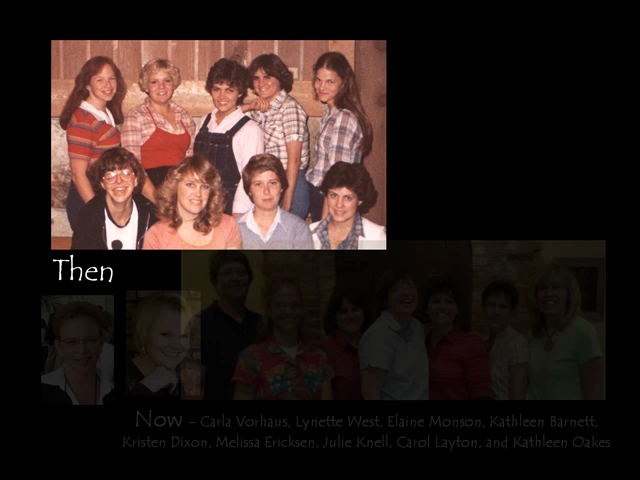 Then
Now – Carla Vorhaus, Lynette West, Elaine Monson, Kathleen Barnett,
Kristen Dixon, Melissa Ericksen, Julie Knell, Carol Layton, and Kathleen Oakes